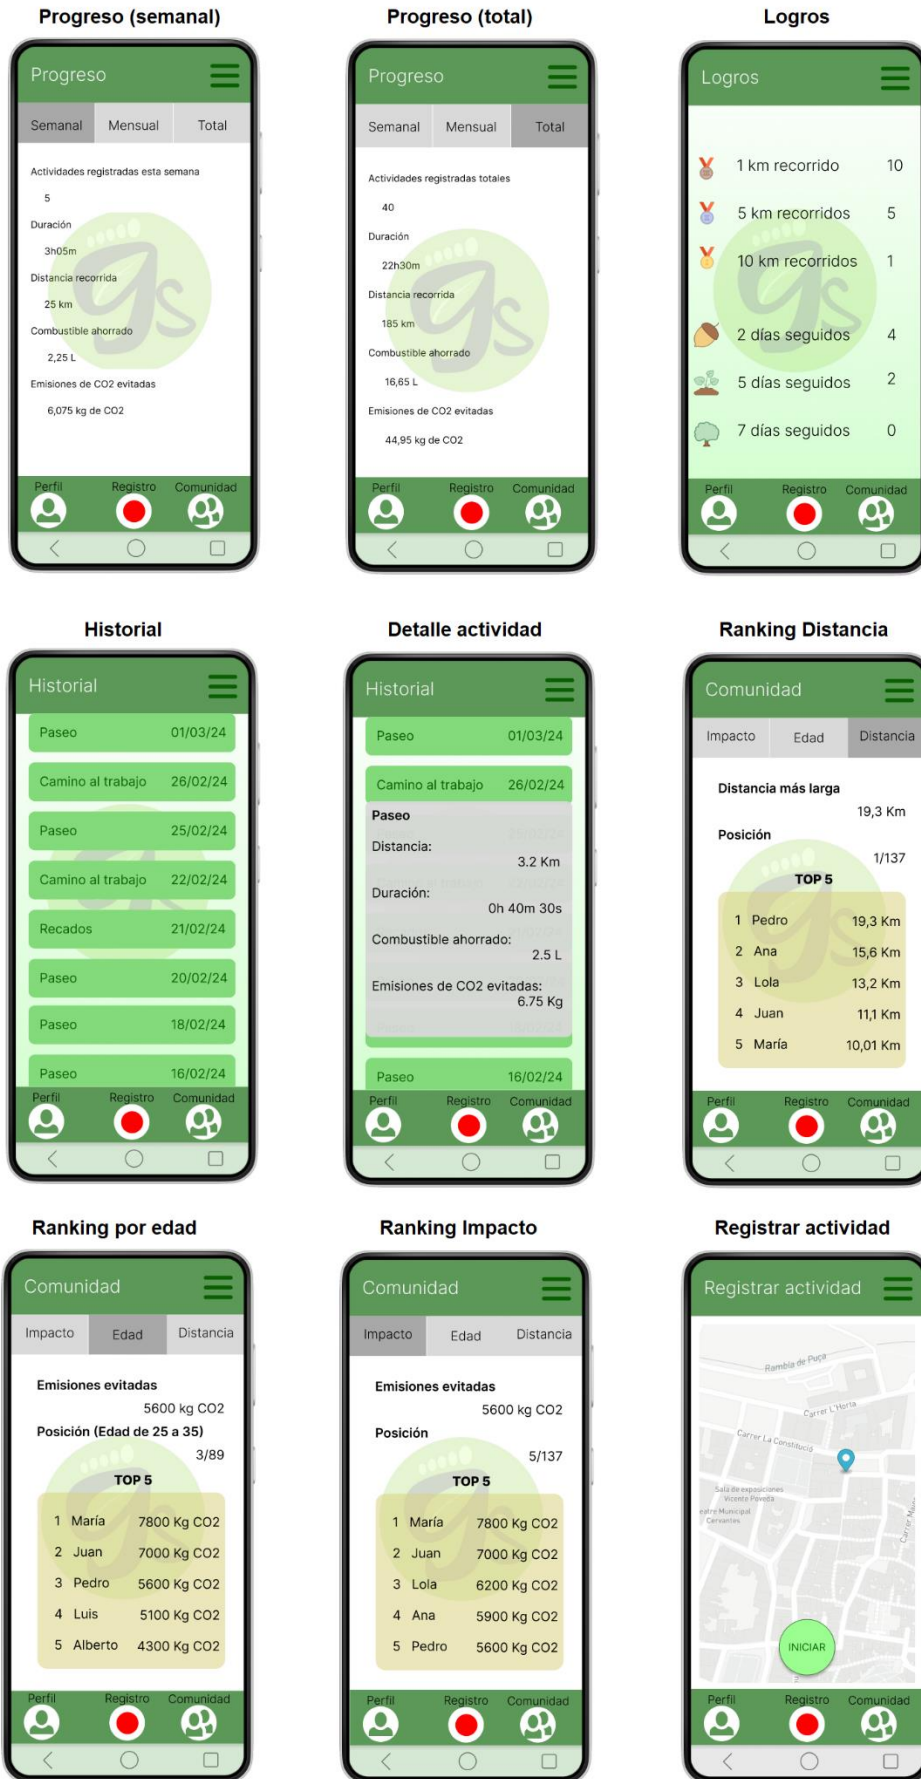 Progreso (semanal)
Progreso
Semanal Mensual Total
Actividades registradas esta semana
5
Duración
3h05m
Distancia recorrida
25 km
Combustible ahorrado
2,25 L
Emisiones de CO2 evitadas
6,075 kg de CO2
Perfil Registro Comunidad
Progreso (total)
Progreso
Semanal Mensual Total
Actividades registradas totales
40
Duración
22h30m
Distancia recorrida
185 km
Combustible ahorrado
16,65 L
Emisiones de CO2 evitadas
44,95 kg de CO2
Perfil Registro Comunidad
Logros
Logros
1 km recorrido 10
5 km recorridos 5
10 km recorridos 1
2 días seguidos 4
5 días seguidos 2
7 días seguidos 0
Perfil Registro Comunidad
Historial
Historial
Paseo 01/03/24
Camino al trabajo 26/02/24
Paseo 25/02/24
Camino al trabajo 22/02/24
Recados 21/02/24
Paseo 20/02/24
Paseo 18/02/24
Paseo 16/02/24
Perfil Registro Comunidad
Detalle actividad
Historial
Paseo 01/03/24
Camino al trabajo 26/02/24
Paseo
Distancia:
3.2 Km
Duración:
0h 40m 30s
Combustible ahorrado:
2.5 L
Emisiones de CO2 evitadas:
6.75 Kg
Paseo 16/02/24
Perfil Registro Comunidad
Ranking Distancia
Comunidad
Impacto Edad Distancia
Distancia más larga
19,3 Km
Posición
1/137
TOP 5
1 Pedro 19,3 Km
2 Ana 15,6 Km
3 Lola 13,2 Km
4 Juan 11,1 Km
5 María 10,01 Km
Perfil Registro Comunidad
Ranking por edad
Comunidad
Impacto Edad Distancia
Emisiones evitadas
5600 kg CO2
Posición (Edad de 25 a 35)
3/89
TOP 5
1 María 7800 Kg CO2
2 Juan 7000 Kg CO2
3 Pedro 5600 Kg CO2
4 Luis 5100 Kg CO2
5 Alberto 4300 Kg CO2
Perfil Registro Comunidad
Ranking Impacto
Comunidad
Impacto Edad Distancia
Emisiones evitadas
5600 kg CO2
Posición
5/137
TOP 5
1 María 7800 Kg CO2
2 Juan 7000 Kg CO2
3 Lola 6200 Kg CO2
4 Ana 5900 Kg CO2
5 Pedro 5600 Kg CO2
Perfil Registro Comunidad
Registrar actividad
Registrar actividad
Rambla de Puça
Carrer L'Horta
Carrer La Constitució
Sala de exposiciones
Vicente Poveda
Municipal
Cervantes
Carrer
INICIAR
Perfil Registro Comunidad